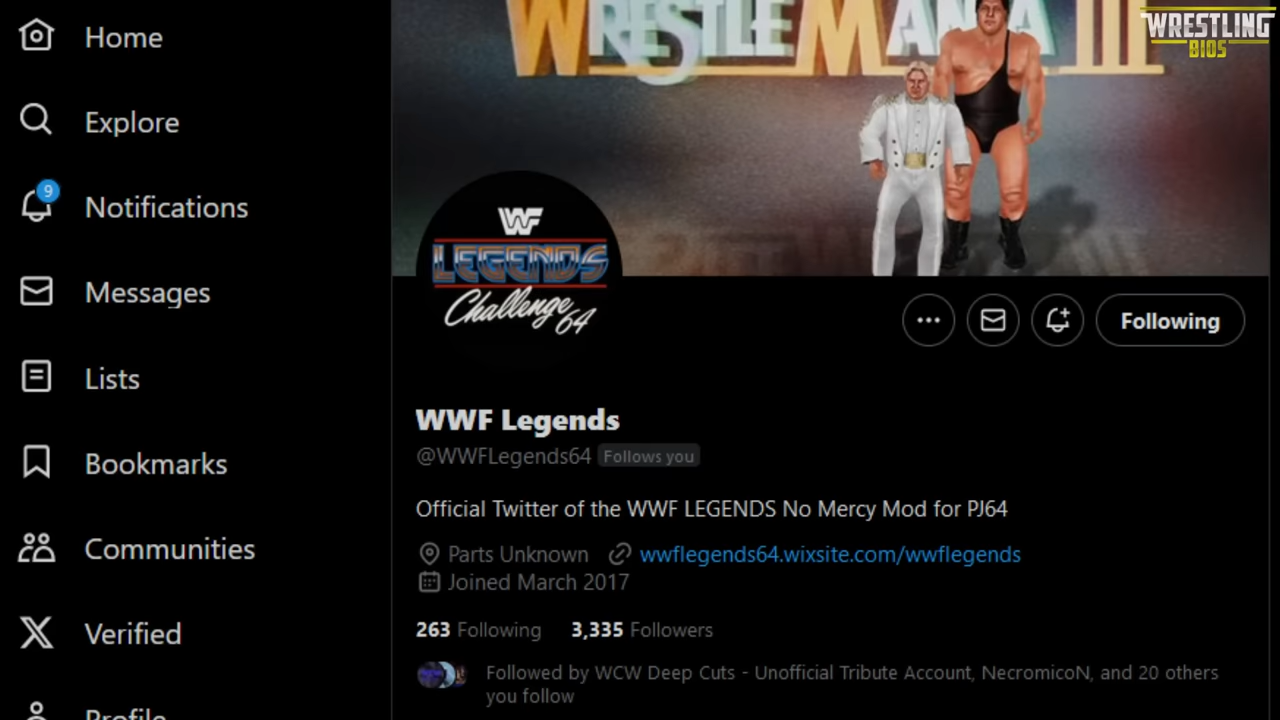 Home
Explore
9
Notifications
Messages
Lists
Bookmarks
Communities
Verified
Profile
WRESTLEMANIA III
WRESTLING
BIOS
WF
LEGENDS
Challenge 64
Following
WWF Legends
@WWFLegends64 Follows you
Official Twitter of the WWF LEGENDS No Mercy Mod for PJ64
Parts Unknown wwflegends64.wixsite.com/wwflegends
Joined March 2017
263 Following 3,335 Followers
Followed by WCW Deep Cuts - Unofficial Tribute Account, NecromicoN, and 20 others
you follow